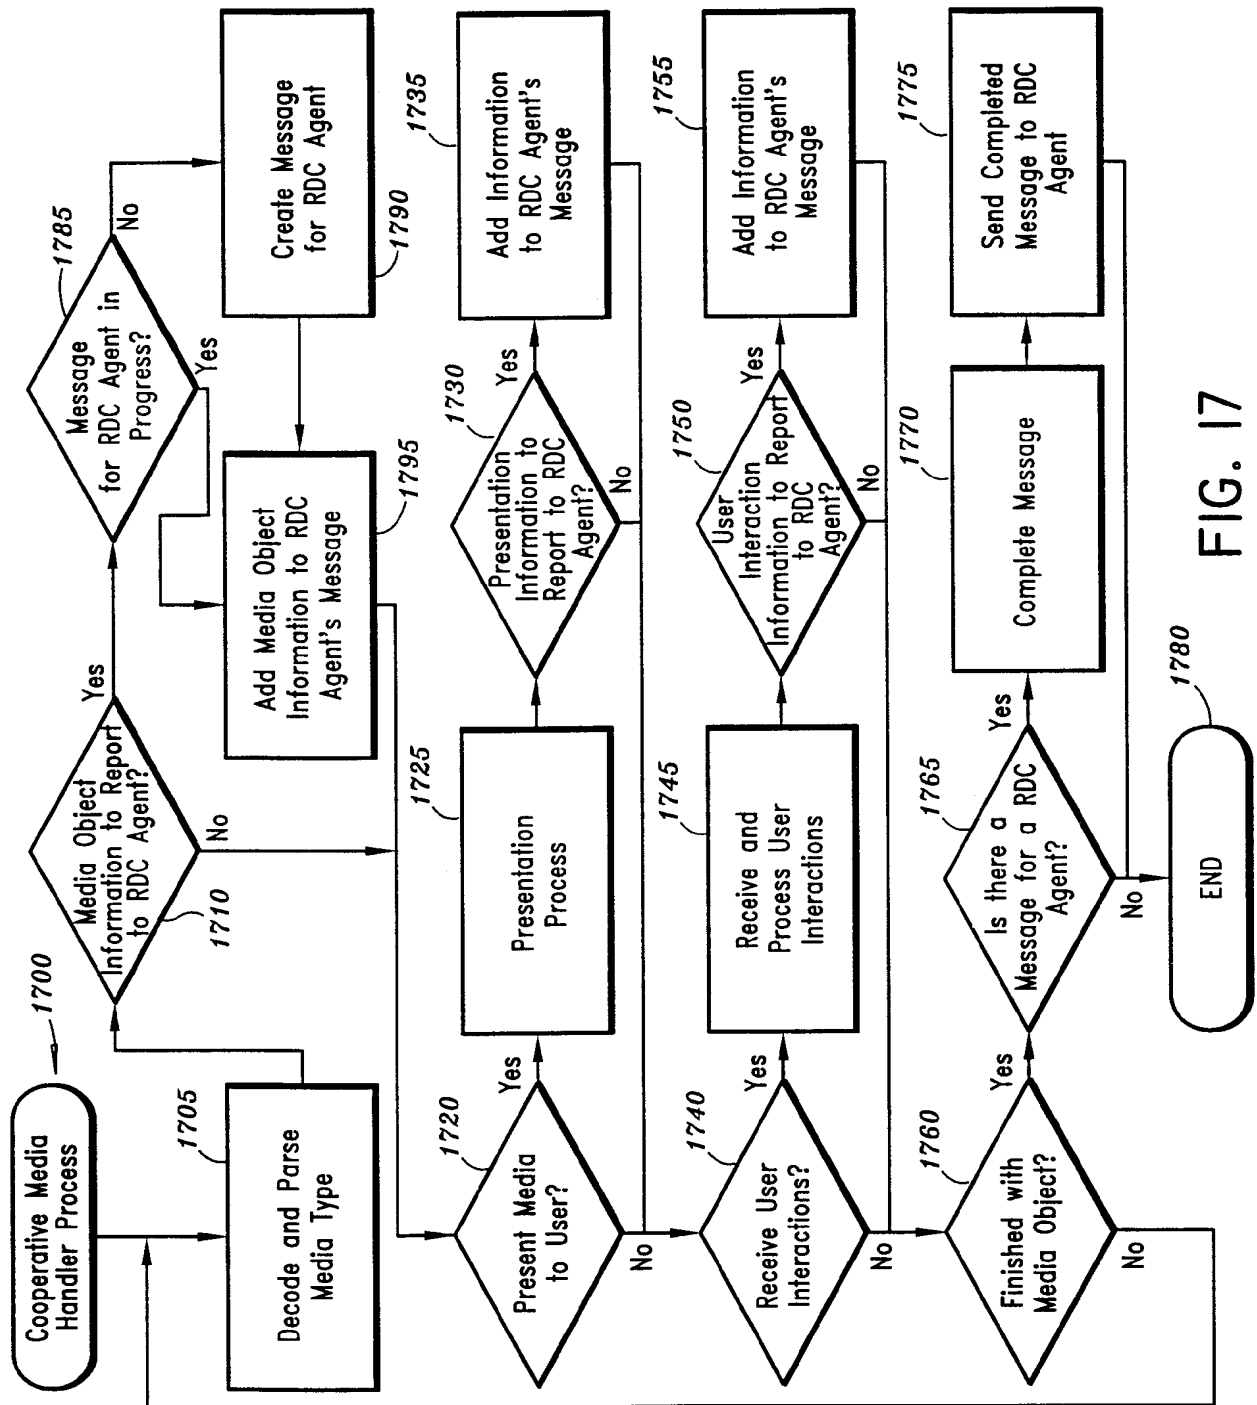 Cooperative Media
Handler Process
1700
Decode and Parse
Media Type
1705
Media Object
Information to Report
to RDC Agent?
1710
Yes
No
Message
for RDC Agent in
Progress?
1785
No
Yes
Create Message
for RDC Agent
1790
Add Media Object
Information to RDC
Agent's Message
1795
Present Media
to User?
1720
Yes
No
Presentation
Process
1725
Presentation
Information to
Report to RDC
Agent?
1730
Yes
No
Add Information
to RDC Agent's
Message
1735
Receive User
Interactions?
1740
Yes
No
Receive and
Process User
Interactions
1745
User
Interaction
Information to Report
to RDC
Agent?
1750
Yes
No
Add Information
to RDC Agent's
Message
1755
Finished with
Media Object?
1760
Yes
No
Is there a
Message for a RDC
Agent?
1765
Yes
No
Complete Message
1770
Send Completed
Message to RDC
Agent
1775
END
1780
FIG. 17